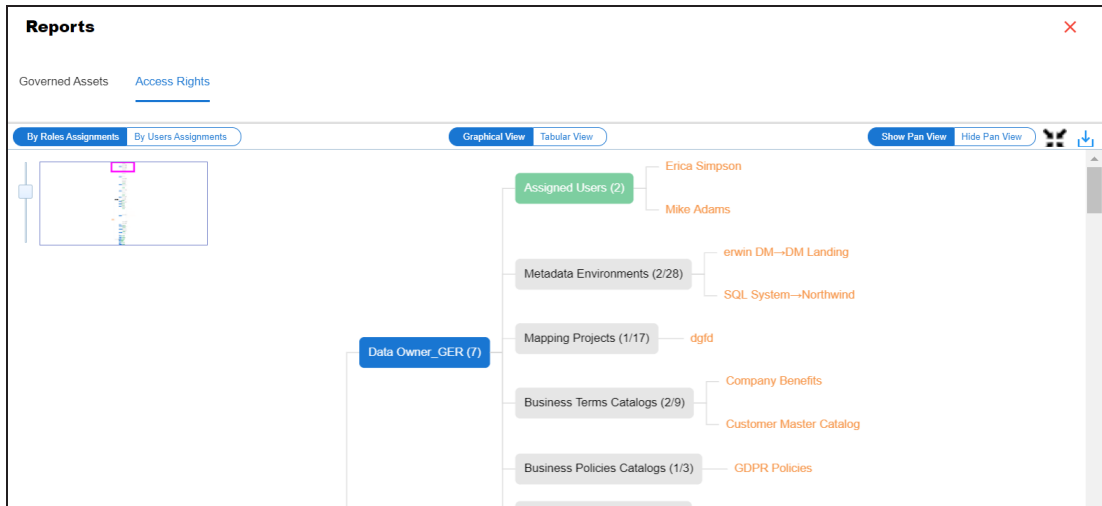 Reports
Governed Assets Access Rights
By Roles Assignments By Users Assignments Graphical View Tabular View Show Pan View Hide Pan View
Erica Simpson
Assigned Users (2)
Mike Adams
erwin DM→DM Landing
Metadata Environments (2/28)
SQL System→Northwind
Mapping Projects (1/17) dgfd
Data Owner_GER (7)
Company Benefits
Business Terms Catalogs (2/9)
Customer Master Catalog
Business Policies Catalogs (1/3) GDPR Policies